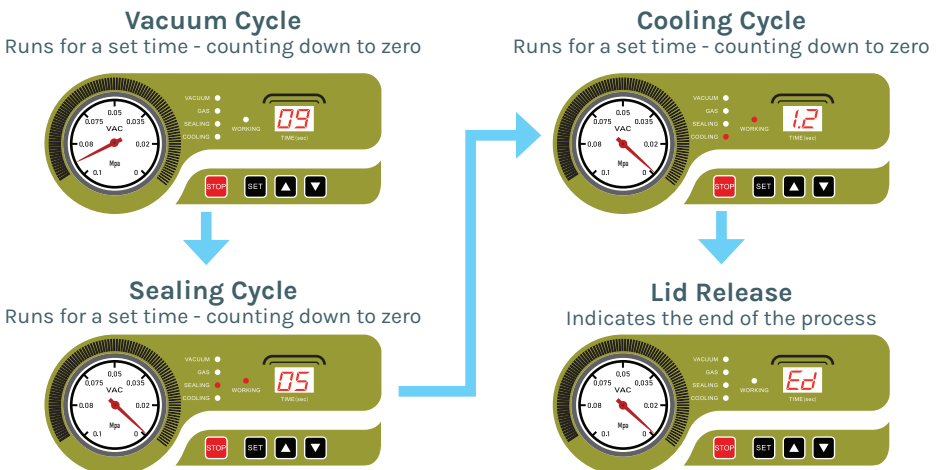 Vacuum Cycle
Runs for a set time - counting down to zero
0.05
0.075
0.035
VAC
0.08
0.02
Mpa
0.1
0
VACUUM
GAS
SEALING
COOLING
WORKING
09
TIME(sec)
STOP
SET
Sealing Cycle
Runs for a set time - counting down to zero
0.05
0.075
0.035
VAC
0.08
0.02
Mpa
0.1
0
VACUUM
GAS
SEALING
COOLING
WORKING
05
TIME(sec)
STOP
SET
Cooling Cycle
Runs for a set time - counting down to zero
0.05
0.075
0.035
VAC
0.08
0.02
Mpa
0.1
0
VACUUM
GAS
SEALING
COOLING
WORKING
1.2
TIME(sec)
STOP
SET
Lid Release
Indicates the end of the process
0.05
0.075
0.035
VAC
0.08
0.02
Mpa
0.1
0
VACUUM
GAS
SEALING
COOLING
WORKING
Ed
TIME(sec)
STOP
SET